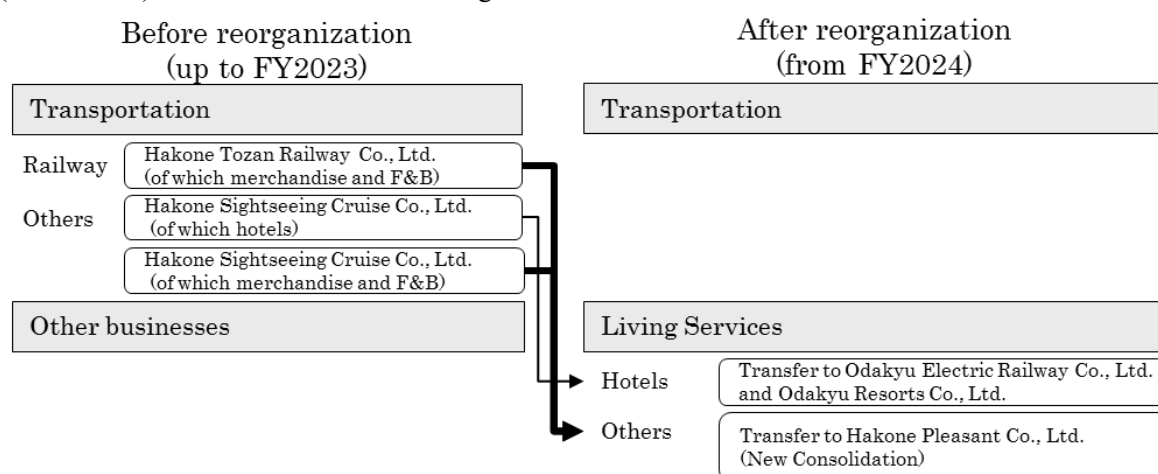 Before reorganization
(up to FY2023)
After reorganization
(from FY2024)
Transportation
Transportation
Railway
Hakone Tozan Railway Co., Ltd.
(of which merchandise and F&B)
Others
Hakone Sightseeing Cruise Co., Ltd.
(of which hotels)
Hakone Sightseeing Cruise Co., Ltd.
(of which merchandise and F&B)
Other businesses
Living Services
Hotels
Transfer to Odakyu Electric Railway Co., Ltd.
and Odakyu Resorts Co., Ltd.
Others
Transfer to Hakone Pleasant Co., Ltd.
(New Consolidation)